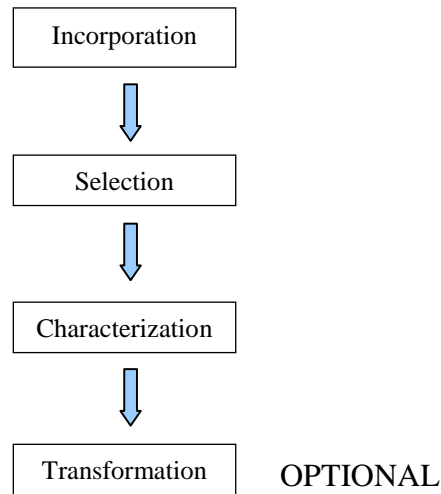 Incorporation
Selection
Characterization
Transformation OPTIONAL